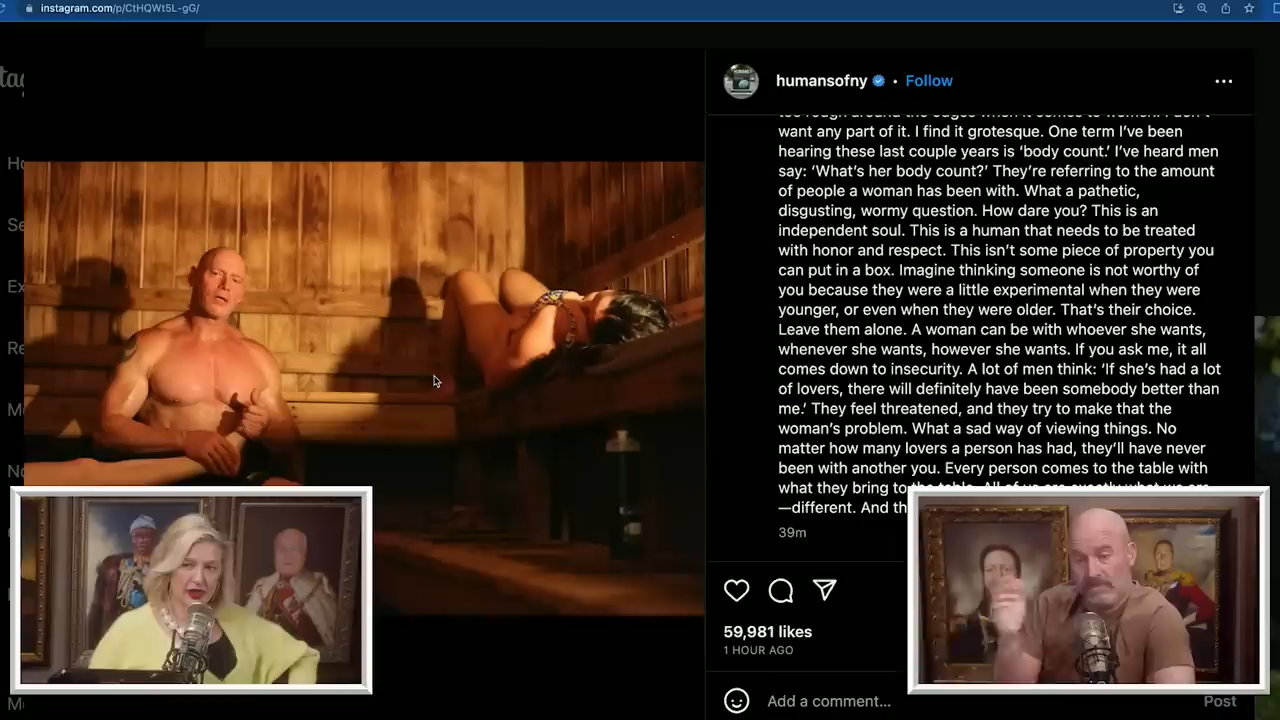 instagram.com/p/CtHQWt5L-gG/
humansofny • Follow
want any part of it. I find it grotesque. One term I’ve been
hearing these last couple years is ‘body count.’ I’ve heard men
say: ‘What’s her body count?’ They’re referring to the amount
of people a woman has been with. What a pathetic,
disgusting, wormy question. How dare you? This is an
independent soul. This is a human that needs to be treated
with honor and respect. This isn’t some piece of property you
can put in a box. Imagine thinking someone is not worthy of
you because they were a little experimental when they were
younger, or even when they were older. That’s their choice.
Leave them alone. A woman can be with whoever she wants,
whenever she wants, however she wants. If you ask me, it all
comes down to insecurity. A lot of men think: ‘If she’s had a lot
of lovers, there will definitely have been somebody better than
me.’ They feel threatened, and they try to make that the
woman’s problem. What a sad way of viewing things. No
matter how many lovers a person has had, they’ll have never
been with another you. Every person comes to the table with
what they bring to the table. All of us are exactly what we are
—different. And th
39m
59,981 likes
1 HOUR AGO
Add a comment...
Post